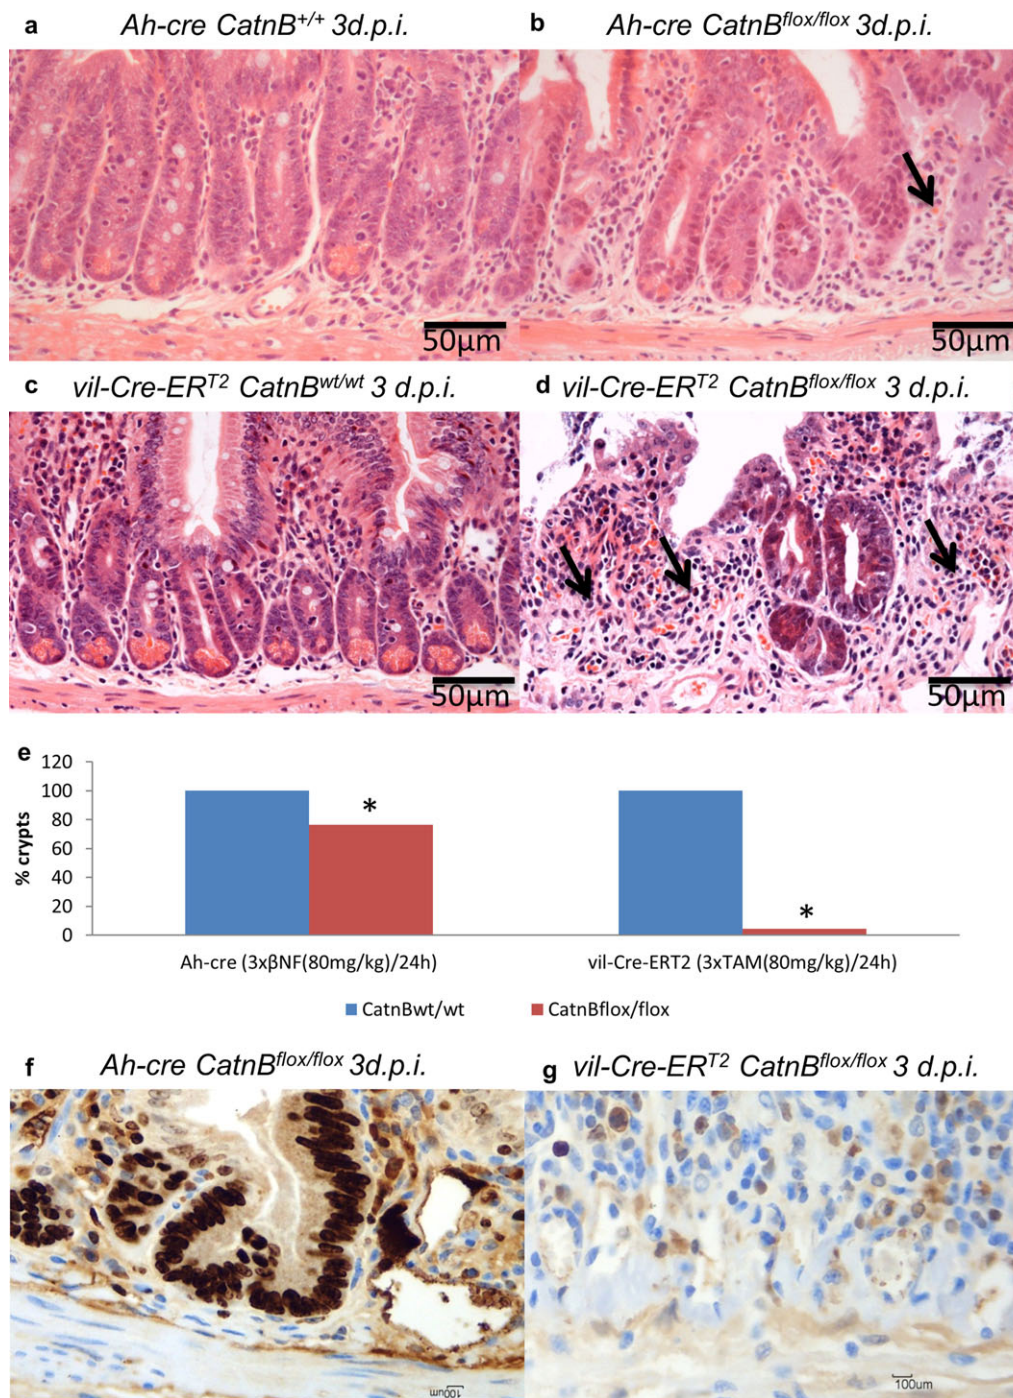 a Ah-cre CatnB+/+ 3d.p.i.
b Ah-cre CatnBflox/flox 3d.p.i.
50µm
50µm
c vil-Cre-ERT2 CatnBwt/wt 3 d.p.i.
d vil-Cre-ERT2 CatnBflox/flox 3 d.p.i.
50µm
50µm
e
% crypts
120
100
80
60
40
20
0
*
*
Ah-cre (3xβNF(80mg/kg)/24h)
vil-Cre-ERT2 (3xTAM(80mg/kg)/24h)
CatnBwt/wt
CatnBflox/flox
f Ah-cre CatnBflox/flox 3d.p.i.
g vil-Cre-ERT2 CatnBflox/flox 3 d.p.i.
100um
100um